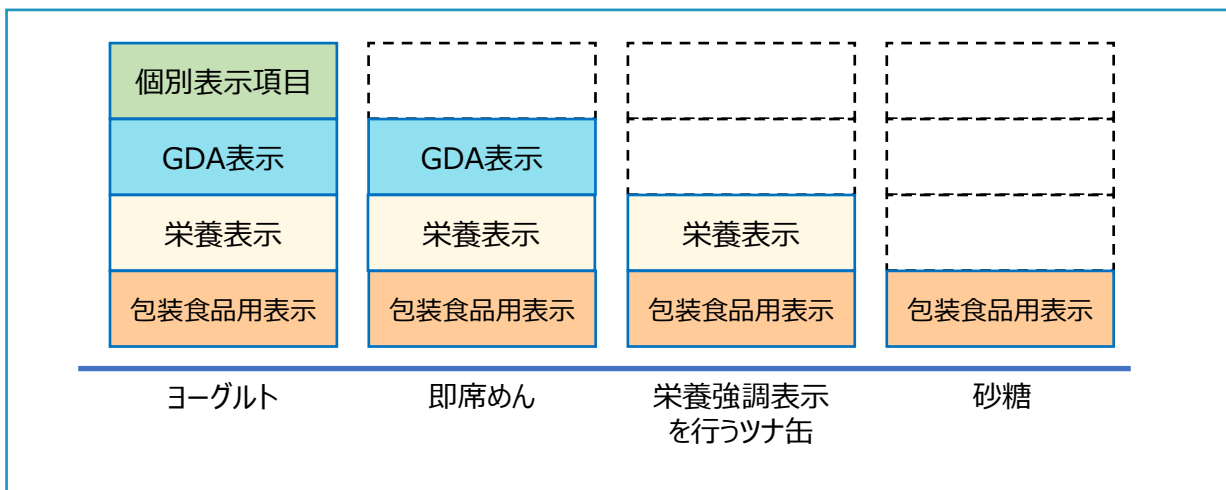 個別表示項目
GDA表示
GDA表示
栄養表示
栄養表示
栄養表示
包装食品用表示
包装食品用表示
包装食品用表示
包装食品用表示
ヨーグルト
即席めん
栄養強調表示
を行うツナ缶
砂糖